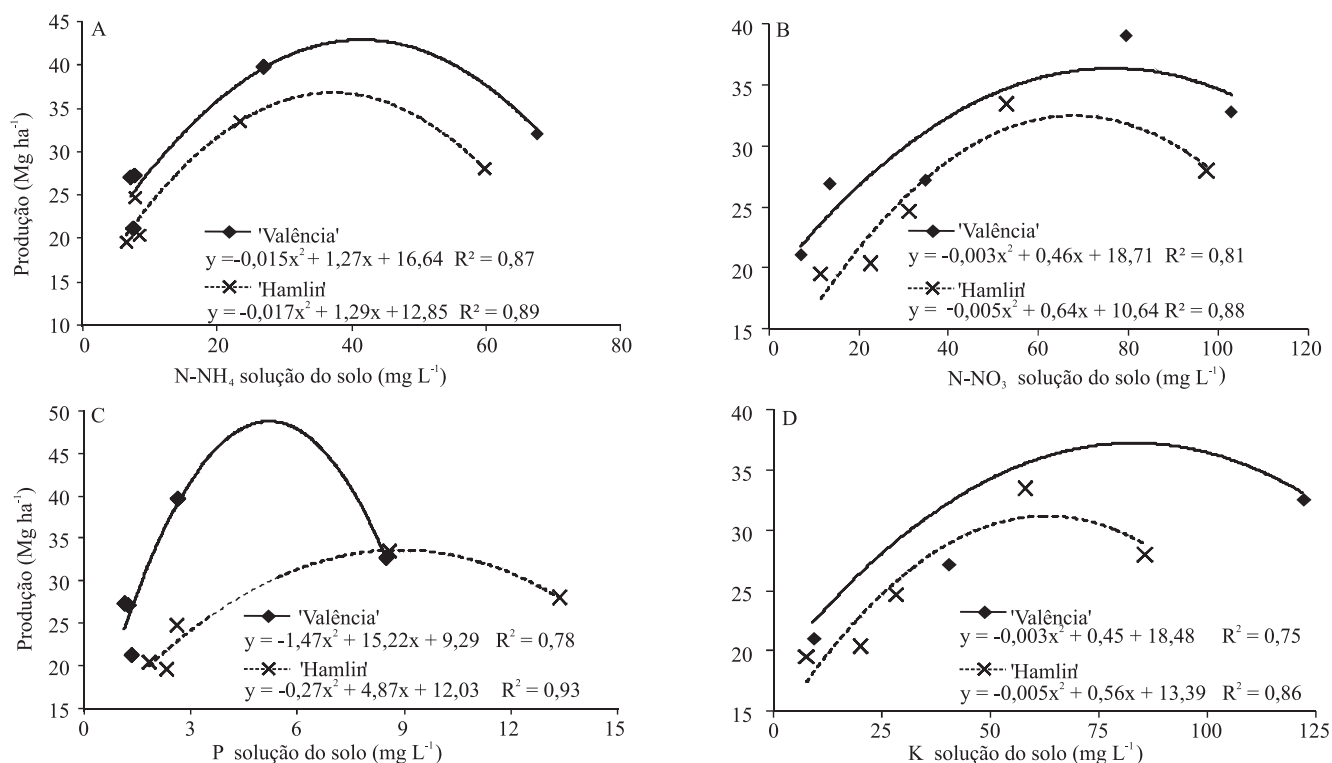 A
Produção (Mg ha⁻¹)
45
40
35
30
25
20
15
10
'Valência'
y =-0,015x² + 1,27x + 16,64 R² = 0,87
'Hamlin'
y = -0,017x² + 1,29x + 12,85 R² = 0,89
0 20 40 60 80
N-NH₄ solução do solo (mg L⁻¹)
B
40
35
30
25
20
15
'Valência'
y =-0,003x² + 0,46x + 18,71 R² = 0,81
'Hamlin'
y = -0,005x² + 0,64x + 10,64 R² = 0,88
0 20 40 60 80 100 120
N-NO₃ solução do solo (mg L⁻¹)
C
Produção (Mg ha⁻¹)
50
45
40
35
30
25
20
15
'Valência'
y = -1,47x² + 15,22x + 9,29 R² = 0,78
'Hamlin'
y = -0,27x² + 4,87x + 12,03 R² = 0,93
0 3 6 9 12 15
P solução do solo (mg L⁻¹)
D
40
35
30
25
20
15
'Valência'
y =-0,003x² + 0,45 + 18,48 R² = 0,75
'Hamlin'
y = -0,005x² + 0,56x + 13,39 R² = 0,86
0 25 50 75 100 125
K solução do solo (mg L⁻¹)